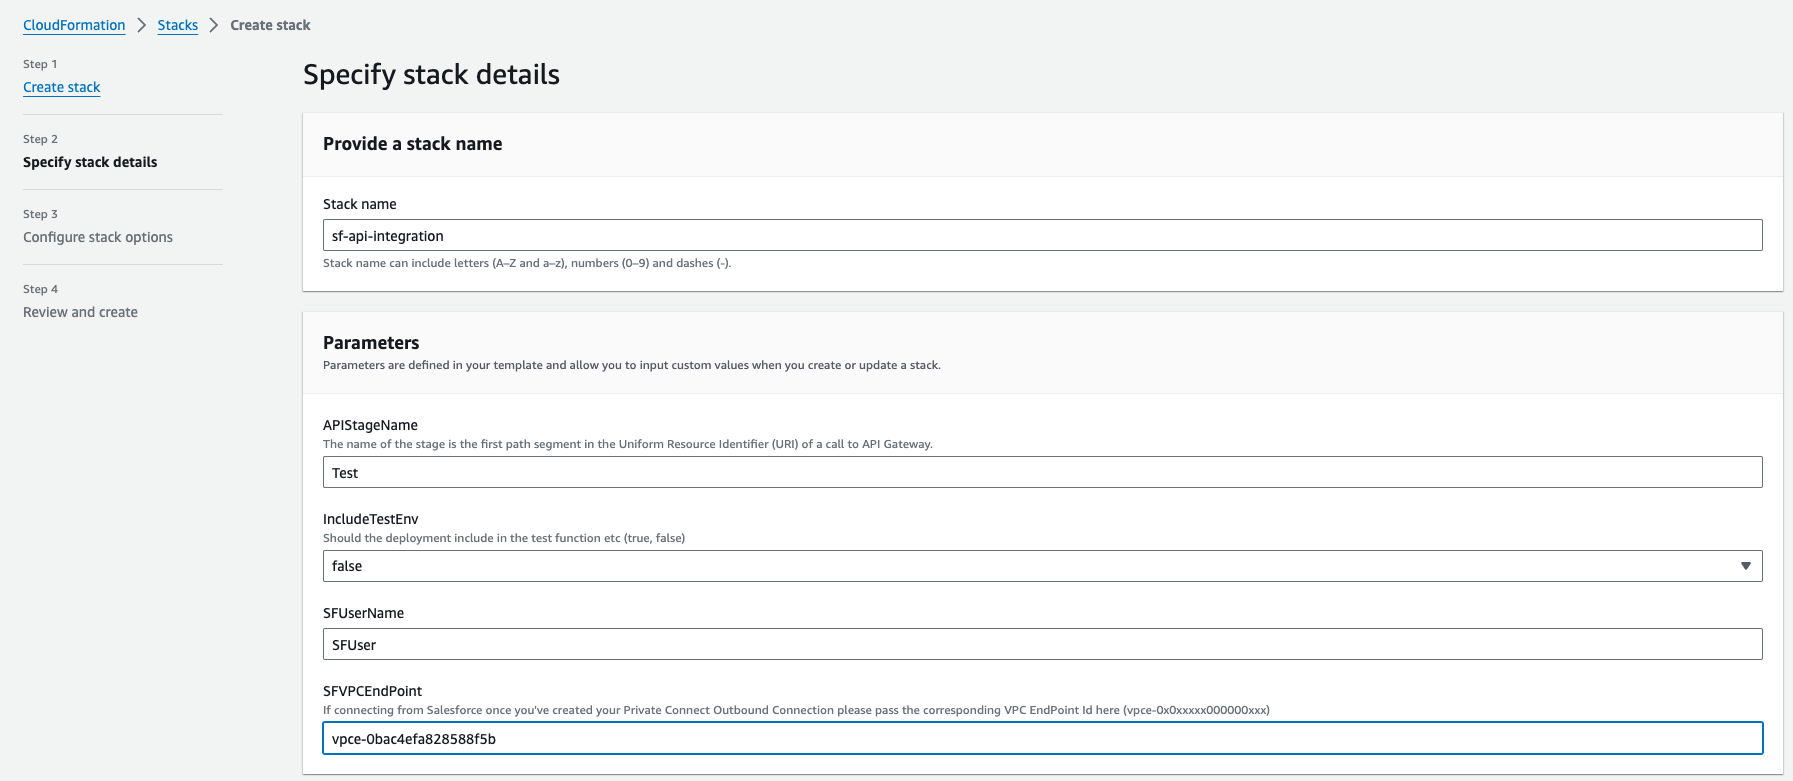 CloudFormation > Stacks > Create stack
Step 1
Create stack
Step 2
Specify stack details
Step 3
Configure stack options
Step 4
Review and create
Specify stack details
Provide a stack name
Stack name
sf-api-integration
Stack name can include letters (A–Z and a–z), numbers (0–9) and dashes (-).
Parameters
Parameters are defined in your template and allow you to input custom values when you create or update a stack.
APIStageName
The name of the stage is the first path segment in the Uniform Resource Identifier (URI) of a call to API Gateway.
Test
IncludeTestEnv
Should the deployment include in the test function etc (true, false)
false
SFUserName
SFUser
SFVPCEndPoint
If connecting from Salesforce once you've created your Private Connect Outbound Connection please pass the corresponding VPC EndPoint Id here (vpce-0x0xxxxx000000xxx)
vpce-0bac4efa828588f5b